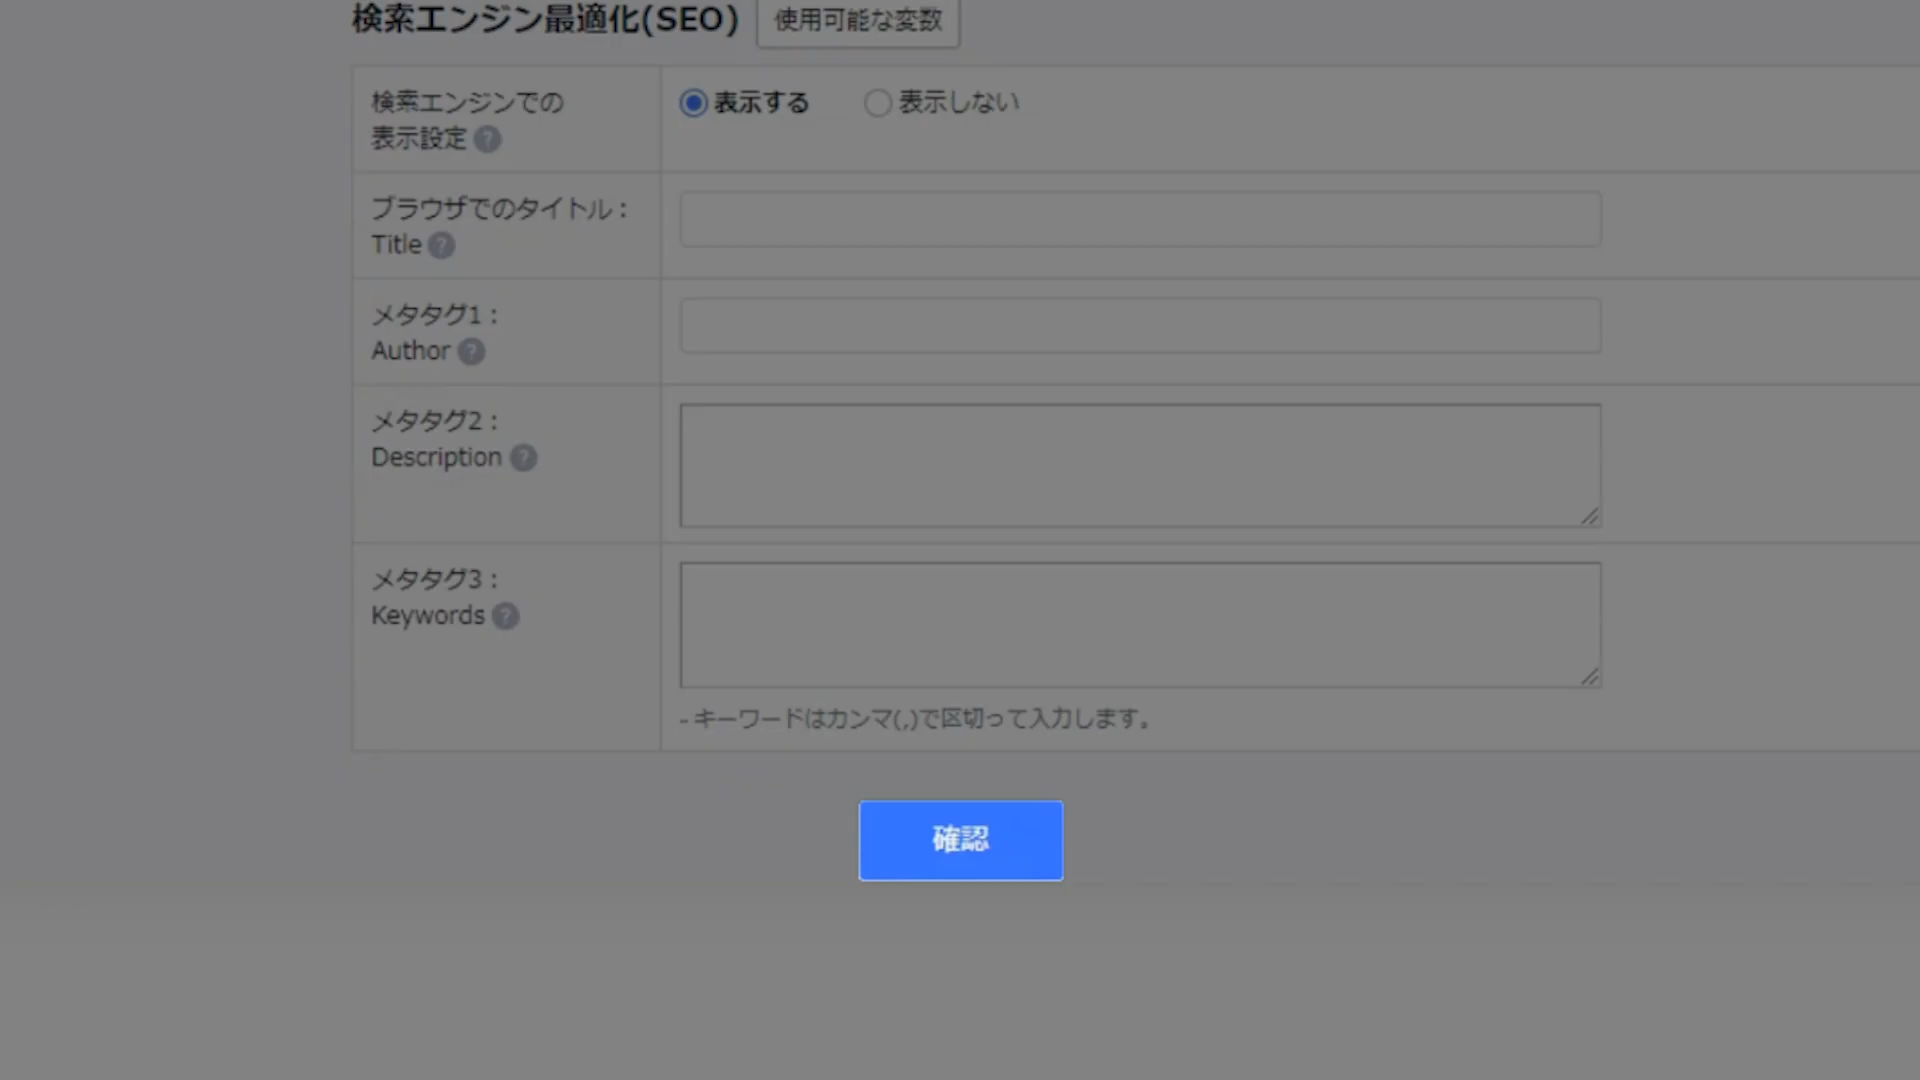 検索エンジン最適化(SEO) 使用可能な変数
検索エンジンでの
表示設定 ?
表示する 表示しない
ブラウザでのタイトル：
Title ?
メタタグ1：
Author ?
メタタグ2：
Description ?
メタタグ3：
Keywords ?
- キーワードはカンマ(,)で区切って入力します。
確認